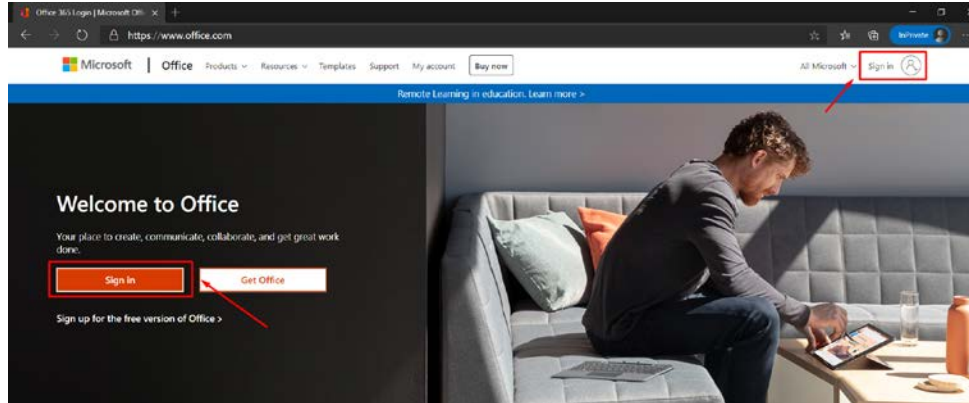 Office 365 Login | Microsoft Offi
https://www.office.com
InPrivate
Microsoft | Office Products Resources Templates Support My account Buy now All Microsoft Sign in
Remote Learning in education. Learn more >
Welcome to Office
Your place to create, communicate, collaborate, and get great work
done.
Sign in Get Office
Sign up for the free version of Office >